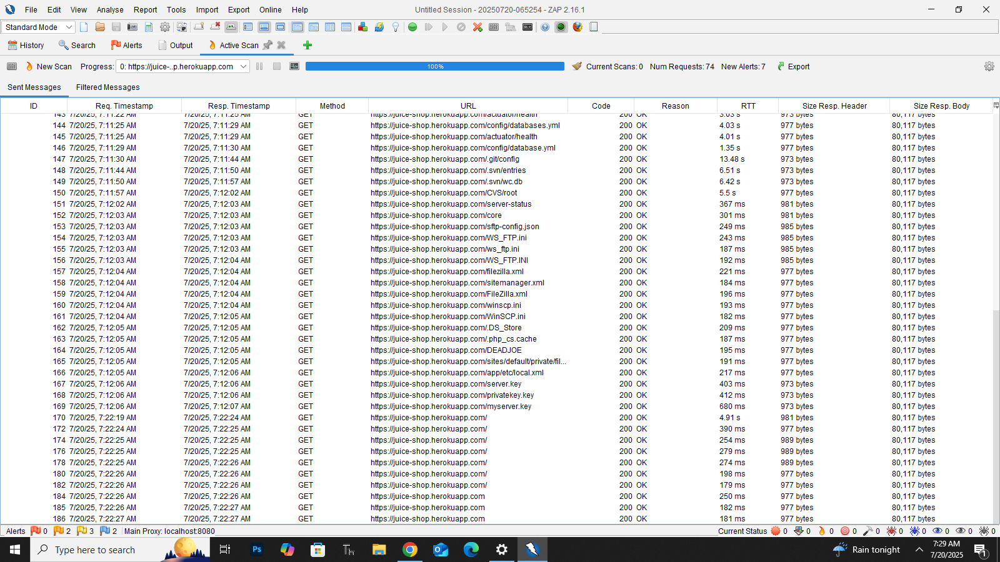 Untitled Session - 20250720-065254 - ZAP 2.16.1
File Edit View Analyse Report Tools Import Export Online Help
Standard Mode
History Search Alerts Output Active Scan
New Scan Progress: 0: https://juice-..p.herokuapp.com 100% Current Scans: 0 Num Requests: 74 New Alerts: 7 Export
Sent Messages Filtered Messages
ID Req. Timestamp Resp. Timestamp Method URL Code Reason RTT Size Resp. Header Size Resp. Body
143 7/20/25, 7:11:22 AM 7/20/25, 7:11:25 AM GET https://juice-shop.herokuapp.com/actuator/health 200 OK 3.03 s 973 bytes 80,117 bytes
144 7/20/25, 7:11:25 AM 7/20/25, 7:11:29 AM GET https://juice-shop.herokuapp.com/config/databases.yml 200 OK 4.03 s 977 bytes 80,117 bytes
145 7/20/25, 7:11:25 AM 7/20/25, 7:11:29 AM GET https://juice-shop.herokuapp.com/actuator/health 200 OK 4.01 s 977 bytes 80,117 bytes
146 7/20/25, 7:11:29 AM 7/20/25, 7:11:30 AM GET https://juice-shop.herokuapp.com/config/database.yml 200 OK 1.35 s 977 bytes 80,117 bytes
147 7/20/25, 7:11:30 AM 7/20/25, 7:11:44 AM GET https://juice-shop.herokuapp.com/.git/config 200 OK 13.48 s 973 bytes 80,117 bytes
148 7/20/25, 7:11:44 AM 7/20/25, 7:11:50 AM GET https://juice-shop.herokuapp.com/.svn/entries 200 OK 6.51 s 973 bytes 80,117 bytes
149 7/20/25, 7:11:50 AM 7/20/25, 7:11:57 AM GET https://juice-shop.herokuapp.com/.svn/wc.db 200 OK 6.42 s 973 bytes 80,117 bytes
150 7/20/25, 7:11:57 AM 7/20/25, 7:12:02 AM GET https://juice-shop.herokuapp.com/CVS/root 200 OK 5.5 s 977 bytes 80,117 bytes
151 7/20/25, 7:12:02 AM 7/20/25, 7:12:03 AM GET https://juice-shop.herokuapp.com/server-status 200 OK 367 ms 981 bytes 80,117 bytes
152 7/20/25, 7:12:03 AM 7/20/25, 7:12:03 AM GET https://juice-shop.herokuapp.com/core 200 OK 301 ms 981 bytes 80,117 bytes
153 7/20/25, 7:12:03 AM 7/20/25, 7:12:03 AM GET https://juice-shop.herokuapp.com/sftp-config.json 200 OK 249 ms 985 bytes 80,117 bytes
154 7/20/25, 7:12:03 AM 7/20/25, 7:12:03 AM GET https://juice-shop.herokuapp.com/WS_FTP.ini 200 OK 243 ms 985 bytes 80,117 bytes
155 7/20/25, 7:12:03 AM 7/20/25, 7:12:03 AM GET https://juice-shop.herokuapp.com/ws_ftp.ini 200 OK 187 ms 985 bytes 80,117 bytes
156 7/20/25, 7:12:03 AM 7/20/25, 7:12:04 AM GET https://juice-shop.herokuapp.com/WS_FTP.INI 200 OK 192 ms 985 bytes 80,117 bytes
157 7/20/25, 7:12:04 AM 7/20/25, 7:12:04 AM GET https://juice-shop.herokuapp.com/filezilla.xml 200 OK 221 ms 977 bytes 80,117 bytes
158 7/20/25, 7:12:04 AM 7/20/25, 7:12:04 AM GET https://juice-shop.herokuapp.com/sitemanager.xml 200 OK 184 ms 977 bytes 80,117 bytes
159 7/20/25, 7:12:04 AM 7/20/25, 7:12:04 AM GET https://juice-shop.herokuapp.com/FileZilla.xml 200 OK 196 ms 977 bytes 80,117 bytes
160 7/20/25, 7:12:04 AM 7/20/25, 7:12:04 AM GET https://juice-shop.herokuapp.com/winscp.ini 200 OK 193 ms 977 bytes 80,117 bytes
161 7/20/25, 7:12:04 AM 7/20/25, 7:12:05 AM GET https://juice-shop.herokuapp.com/WinSCP.ini 200 OK 182 ms 977 bytes 80,117 bytes
162 7/20/25, 7:12:05 AM 7/20/25, 7:12:05 AM GET https://juice-shop.herokuapp.com/.DS_Store 200 OK 209 ms 977 bytes 80,117 bytes
163 7/20/25, 7:12:05 AM 7/20/25, 7:12:05 AM GET https://juice-shop.herokuapp.com/.php_cs.cache 200 OK 187 ms 977 bytes 80,117 bytes
164 7/20/25, 7:12:05 AM 7/20/25, 7:12:05 AM GET https://juice-shop.herokuapp.com/DEADJOE 200 OK 195 ms 977 bytes 80,117 bytes
165 7/20/25, 7:12:05 AM 7/20/25, 7:12:05 AM GET https://juice-shop.herokuapp.com/sites/default/private/fil... 200 OK 191 ms 977 bytes 80,117 bytes
166 7/20/25, 7:12:05 AM 7/20/25, 7:12:06 AM GET https://juice-shop.herokuapp.com/app/etc/local.xml 200 OK 217 ms 977 bytes 80,117 bytes
167 7/20/25, 7:12:06 AM 7/20/25, 7:12:06 AM GET https://juice-shop.herokuapp.com/server.key 200 OK 403 ms 973 bytes 80,117 bytes
168 7/20/25, 7:12:06 AM 7/20/25, 7:12:06 AM GET https://juice-shop.herokuapp.com/privatekey.key 200 OK 412 ms 973 bytes 80,117 bytes
169 7/20/25, 7:12:06 AM 7/20/25, 7:12:07 AM GET https://juice-shop.herokuapp.com/myserver.key 200 OK 680 ms 973 bytes 80,117 bytes
170 7/20/25, 7:22:19 AM 7/20/25, 7:22:24 AM GET https://juice-shop.herokuapp.com/ 200 OK 4.91 s 981 bytes 80,117 bytes
172 7/20/25, 7:22:24 AM 7/20/25, 7:22:25 AM GET https://juice-shop.herokuapp.com/ 200 OK 390 ms 977 bytes 80,117 bytes
174 7/20/25, 7:22:25 AM 7/20/25, 7:22:25 AM GET https://juice-shop.herokuapp.com/ 200 OK 254 ms 989 bytes 80,117 bytes
176 7/20/25, 7:22:25 AM 7/20/25, 7:22:25 AM GET https://juice-shop.herokuapp.com/ 200 OK 279 ms 989 bytes 80,117 bytes
178 7/20/25, 7:22:25 AM 7/20/25, 7:22:26 AM GET https://juice-shop.herokuapp.com/ 200 OK 274 ms 989 bytes 80,117 bytes
180 7/20/25, 7:22:26 AM 7/20/25, 7:22:26 AM GET https://juice-shop.herokuapp.com/ 200 OK 198 ms 977 bytes 80,117 bytes
182 7/20/25, 7:22:26 AM 7/20/25, 7:22:26 AM GET https://juice-shop.herokuapp.com/ 200 OK 179 ms 977 bytes 80,117 bytes
184 7/20/25, 7:22:26 AM 7/20/25, 7:22:26 AM GET https://juice-shop.herokuapp.com 200 OK 250 ms 977 bytes 80,117 bytes
185 7/20/25, 7:22:26 AM 7/20/25, 7:22:27 AM GET https://juice-shop.herokuapp.com 200 OK 182 ms 977 bytes 80,117 bytes
186 7/20/25, 7:22:27 AM 7/20/25, 7:22:27 AM GET https://juice-shop.herokuapp.com 200 OK 181 ms 977 bytes 80,117 bytes
Alerts 0 2 3 2 Main Proxy: localhost:8080 Current Status 0 0 0 0 0 0 0 0 0 0
Type here to search Ps Rain tonight 7:29 AM
7/20/2025 1